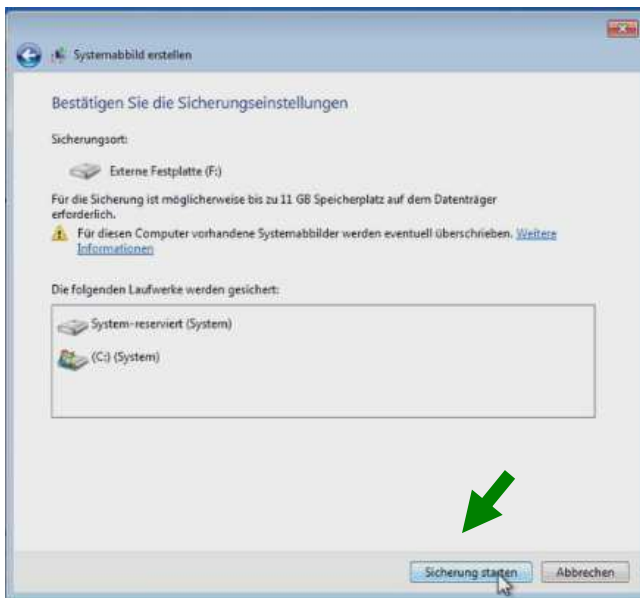 Systemabbild erstellen
Bestätigen Sie die Sicherungseinstellungen
Sicherungsort:
Externe Festplatte (F:)
Für die Sicherung ist möglicherweise bis zu 11 GB Speicherplatz auf dem Datenträger
erforderlich.
Für diesen Computer vorhandene Systemabbilder werden eventuell überschrieben. Weitere
Informationen
Die folgenden Laufwerke werden gesichert:
System-reserviert (System)
(C:) (System)
Sicherung starten Abbrechen